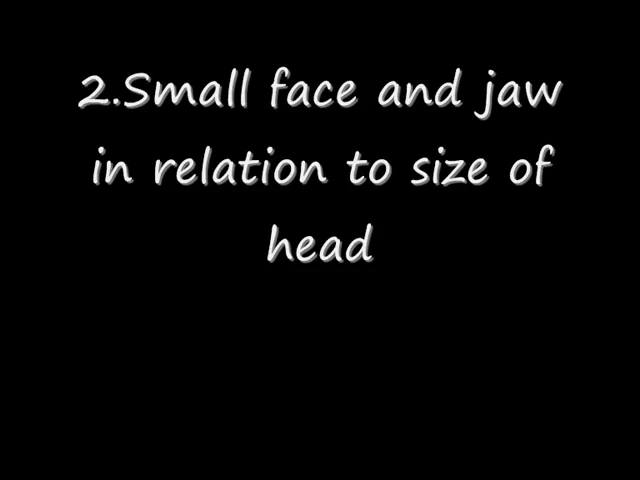 2.Small face and jaw
in relation to size of
head